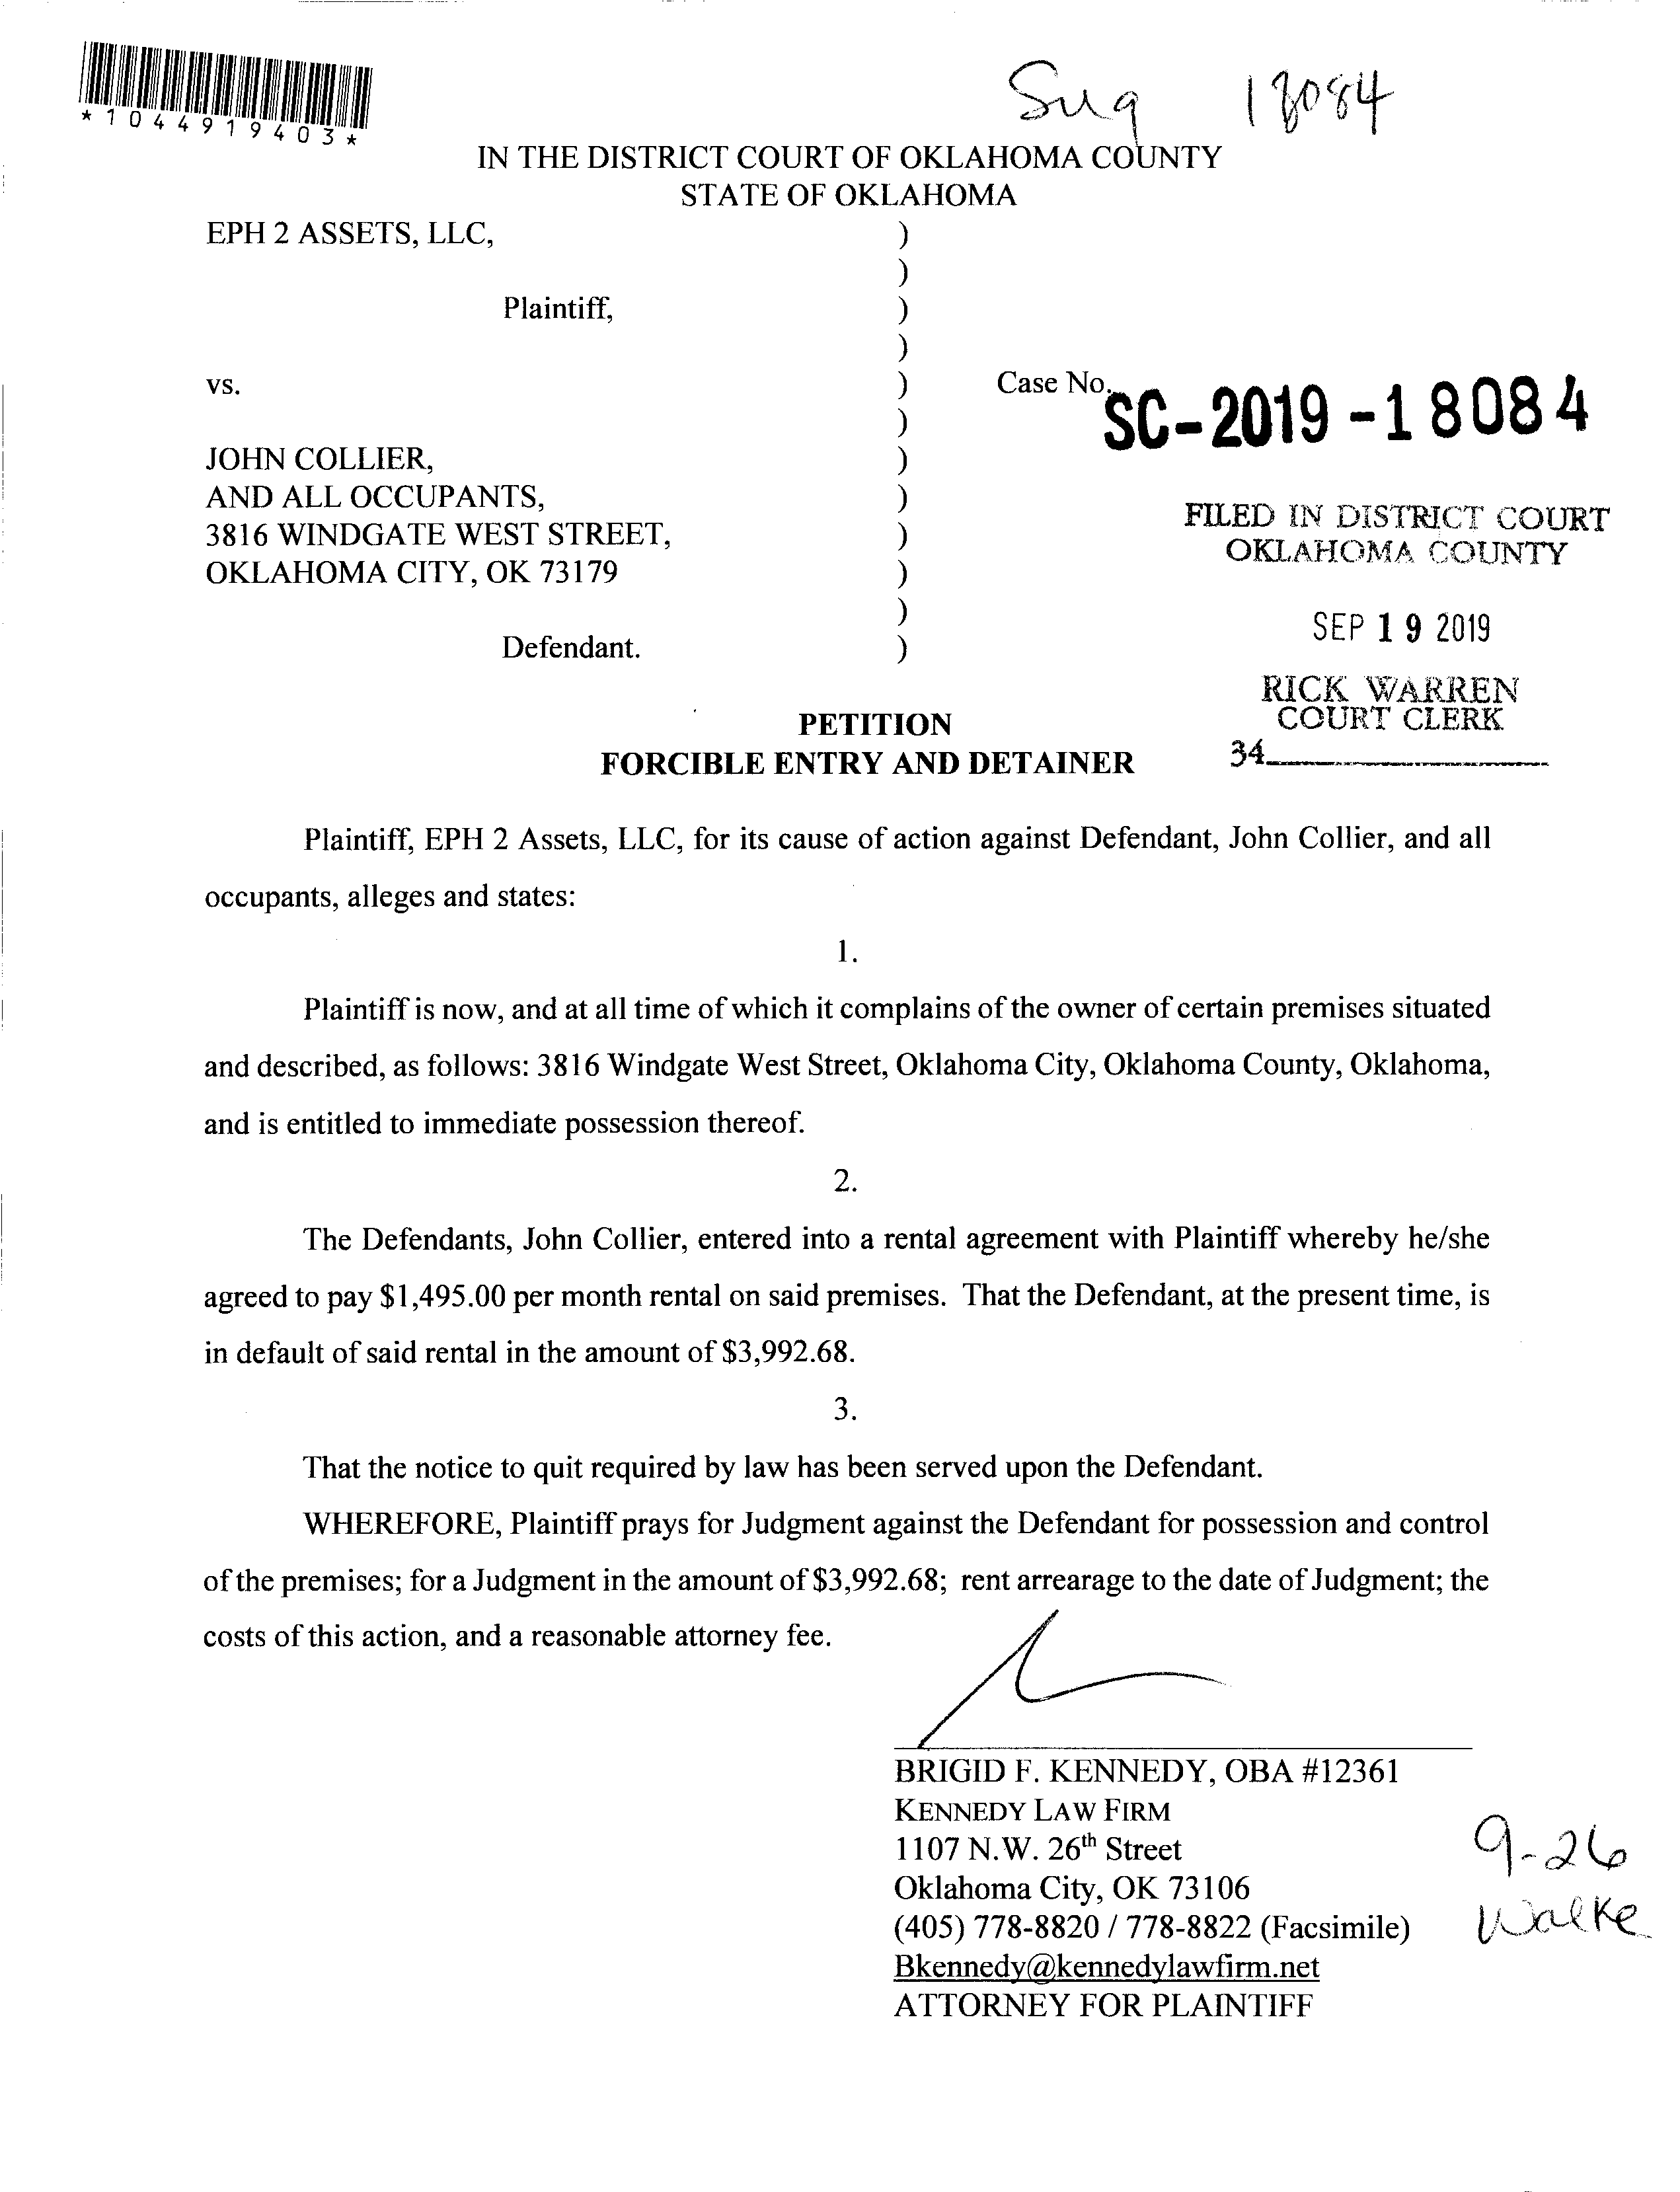 *1044919403*
Sug 18084
IN THE DISTRICT COURT OF OKLAHOMA COUNTY
STATE OF OKLAHOMA
EPH 2 ASSETS, LLC, )
)
Plaintiff, )
)
vs. ) Case No. SC-2019-18084
)
JOHN COLLIER, )
AND ALL OCCUPANTS, )
3816 WINDGATE WEST STREET, )
OKLAHOMA CITY, OK 73179 )
)
Defendant. )
FILED IN DISTRICT COURT
OKLAHOMA COUNTY
SEP 19 2019
RICK WARREN
COURT CLERK
34
PETITION
FORCIBLE ENTRY AND DETAINER
Plaintiff, EPH 2 Assets, LLC, for its cause of action against Defendant, John Collier, and all
occupants, alleges and states:
1.
Plaintiff is now, and at all time of which it complains of the owner of certain premises situated
and described, as follows: 3816 Windgate West Street, Oklahoma City, Oklahoma County, Oklahoma,
and is entitled to immediate possession thereof.
2.
The Defendants, John Collier, entered into a rental agreement with Plaintiff whereby he/she
agreed to pay $1,495.00 per month rental on said premises. That the Defendant, at the present time, is
in default of said rental in the amount of $3,992.68.
3.
That the notice to quit required by law has been served upon the Defendant.
WHEREFORE, Plaintiff prays for Judgment against the Defendant for possession and control
of the premises; for a Judgment in the amount of $3,992.68; rent arrearage to the date of Judgment; the
costs of this action, and a reasonable attorney fee.
BRIGID F. KENNEDY, OBA #12361
KENNEDY LAW FIRM
1107 N.W. 26th Street
Oklahoma City, OK 73106
(405) 778-8820 / 778-8822 (Facsimile)
Bkennedy@kennedylawfirm.net
ATTORNEY FOR PLAINTIFF
9-26
Walke